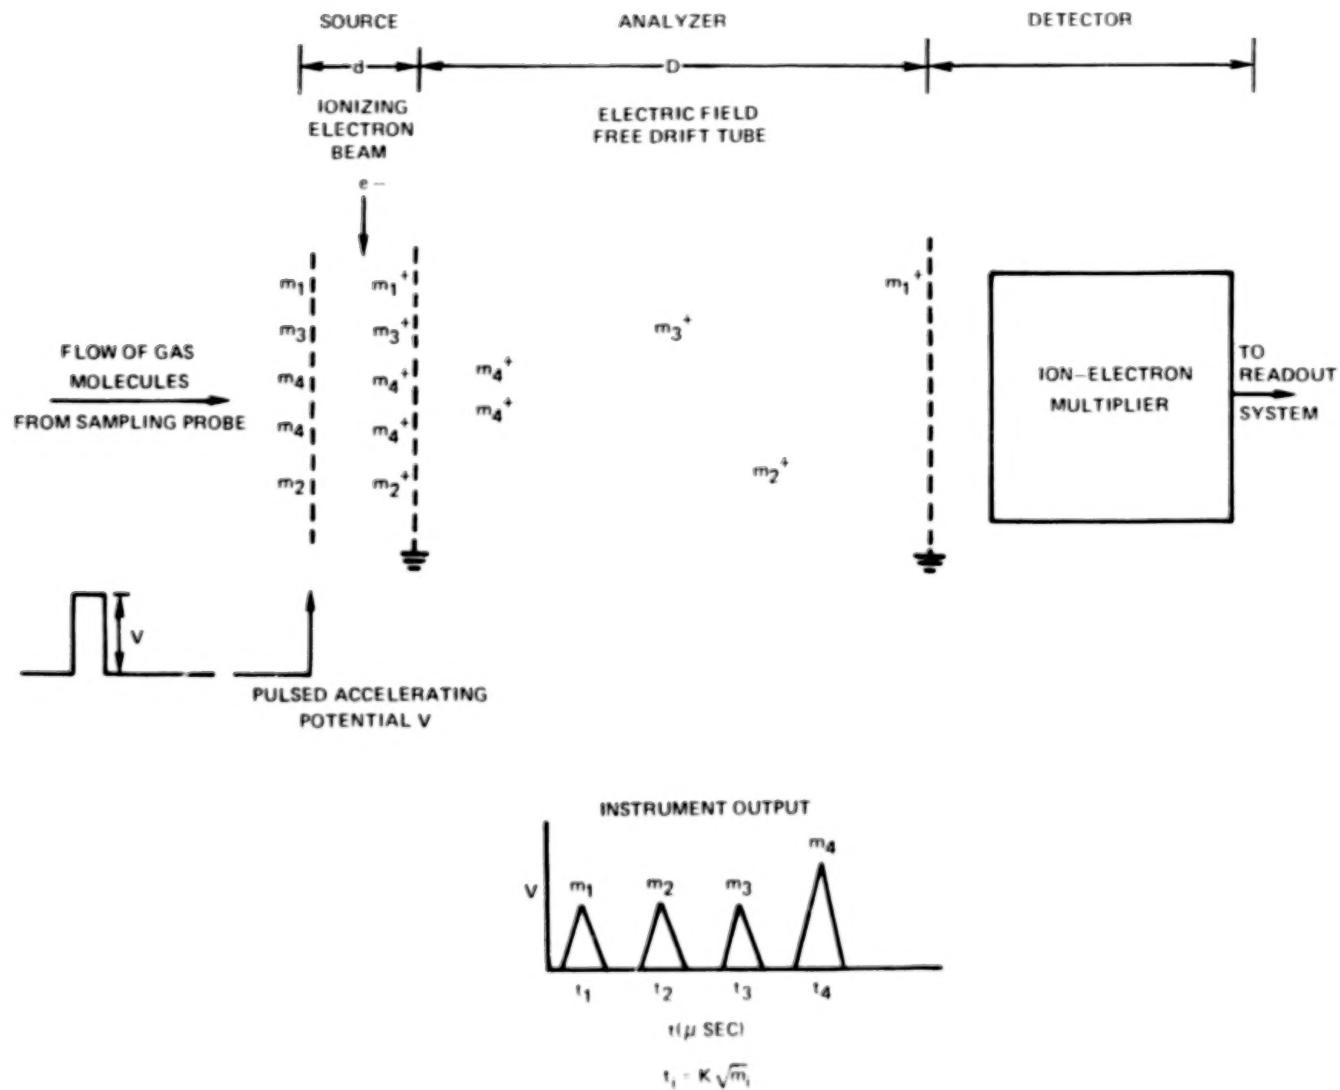 SOURCE
ANALYZER
DETECTOR
d
D
IONIZING
ELECTRON
BEAM
ELECTRIC FIELD
FREE DRIFT TUBE
e−
m1
m1+
m1+
m3
m3+
m3+
FLOW OF GAS
MOLECULES
FROM SAMPLING PROBE
m4
m4+
m4+
m4+
m4
m4+
m2
m2+
m2+
ION–ELECTRON
MULTIPLIER
TO
READOUT
SYSTEM
V
PULSED ACCELERATING
POTENTIAL V
INSTRUMENT OUTPUT
V
m1 m2 m3 m4
t1 t2 t3 t4
t(μ SEC)
ti - K √mi